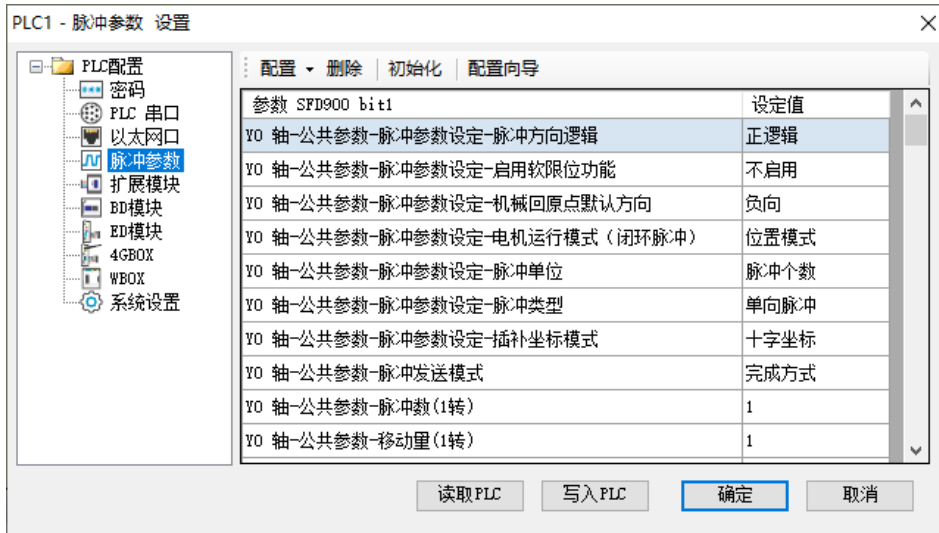 PLC1 - 脉冲参数 设置
PLC配置
密码
PLC 串口
以太网口
脉冲参数
扩展模块
BD模块
ED模块
4GBOX
WBOX
系统设置
配置 删除 初始化 配置向导
参数 SFD900 bit1 设定值
Y0 轴-公共参数-脉冲参数设定-脉冲方向逻辑 正逻辑
Y0 轴-公共参数-脉冲参数设定-启用软限位功能 不启用
Y0 轴-公共参数-脉冲参数设定-机械回原点默认方向 负向
Y0 轴-公共参数-脉冲参数设定-电机运行模式（闭环脉冲） 位置模式
Y0 轴-公共参数-脉冲参数设定-脉冲单位 脉冲个数
Y0 轴-公共参数-脉冲参数设定-脉冲类型 单向脉冲
Y0 轴-公共参数-脉冲参数设定-插补坐标模式 十字坐标
Y0 轴-公共参数-脉冲发送模式 完成方式
Y0 轴-公共参数-脉冲数(1转) 1
Y0 轴-公共参数-移动量(1转) 1
读取PLC 写入PLC 确定 取消